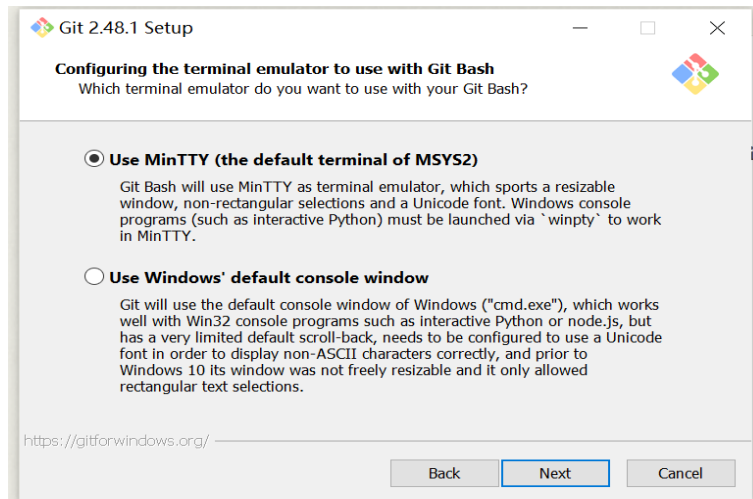 Git 2.48.1 Setup
Configuring the terminal emulator to use with Git Bash
Which terminal emulator do you want to use with your Git Bash?
Use MinTTY (the default terminal of MSYS2)
Git Bash will use MinTTY as terminal emulator, which sports a resizable
window, non-rectangular selections and a Unicode font. Windows console
programs (such as interactive Python) must be launched via `winpty` to work
in MinTTY.
Use Windows' default console window
Git will use the default console window of Windows ("cmd.exe"), which works
well with Win32 console programs such as interactive Python or node.js, but
has a very limited default scroll-back, needs to be configured to use a Unicode
font in order to display non-ASCII characters correctly, and prior to
Windows 10 its window was not freely resizable and it only allowed
rectangular text selections.
https://gitforwindows.org/
Back Next Cancel